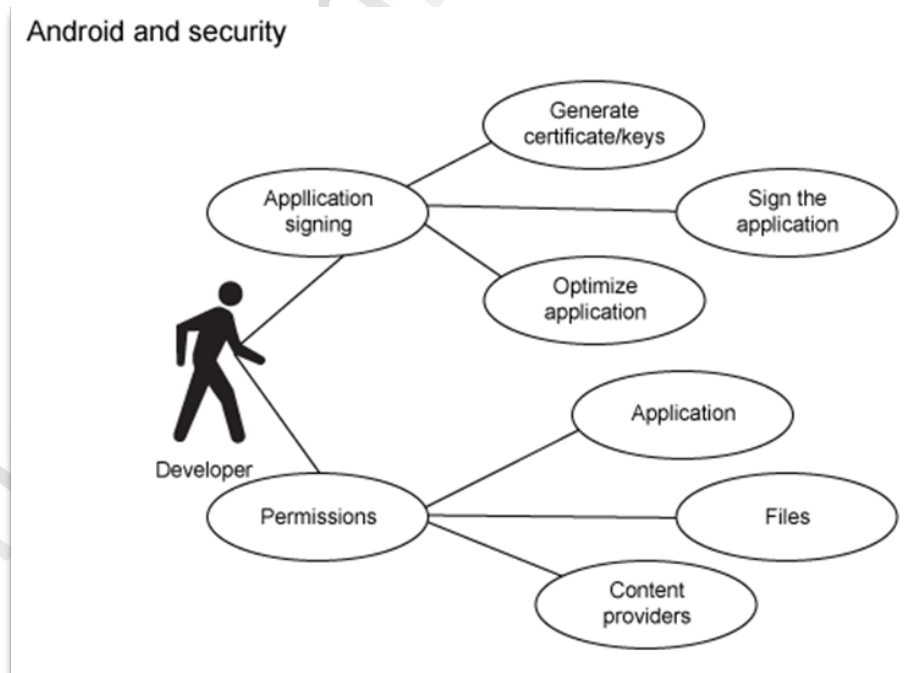 Android and security
Generate
certificate/keys
Appllication
signing
Sign the
application
Optimize
application
Developer
Application
Permissions
Files
Content
providers